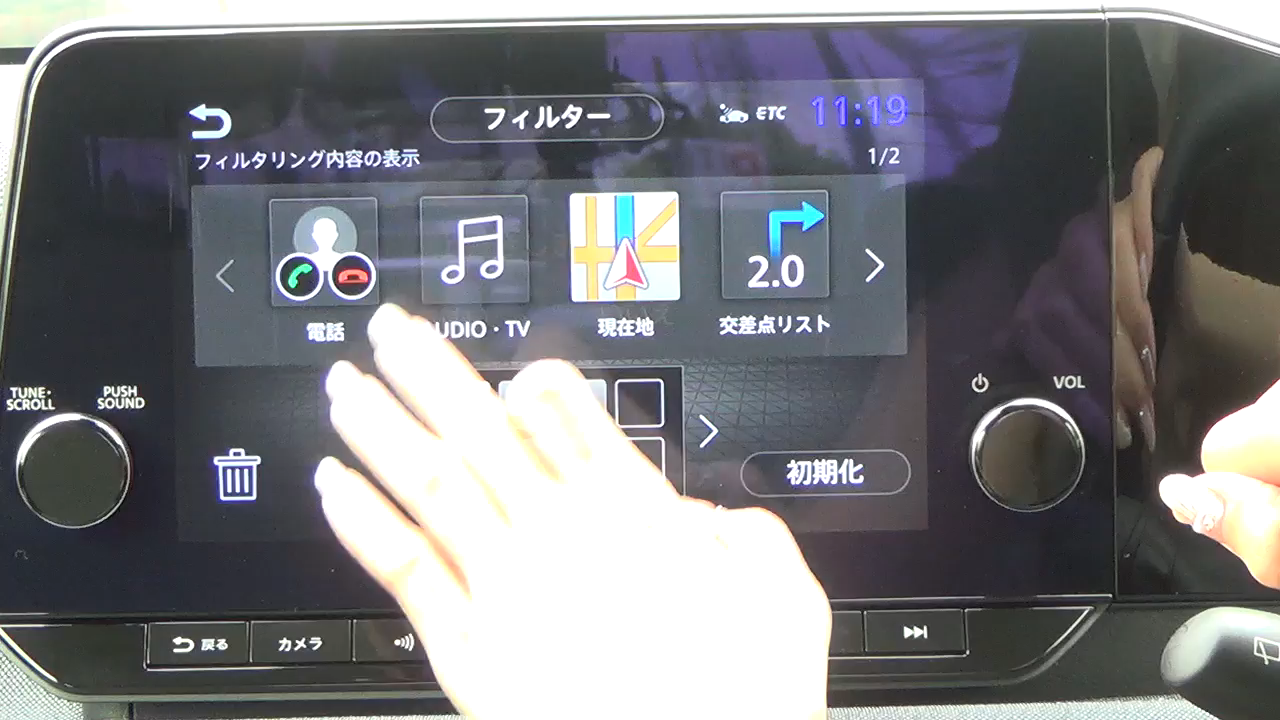 フィルター
ETC 11:19
フィルタリング内容の表示
1/2
2.0
電話
UDIO・TV
現在地
交差点リスト
TUNE・
SCROLL
PUSH
SOUND
VOL
初期化
戻る
カメラ